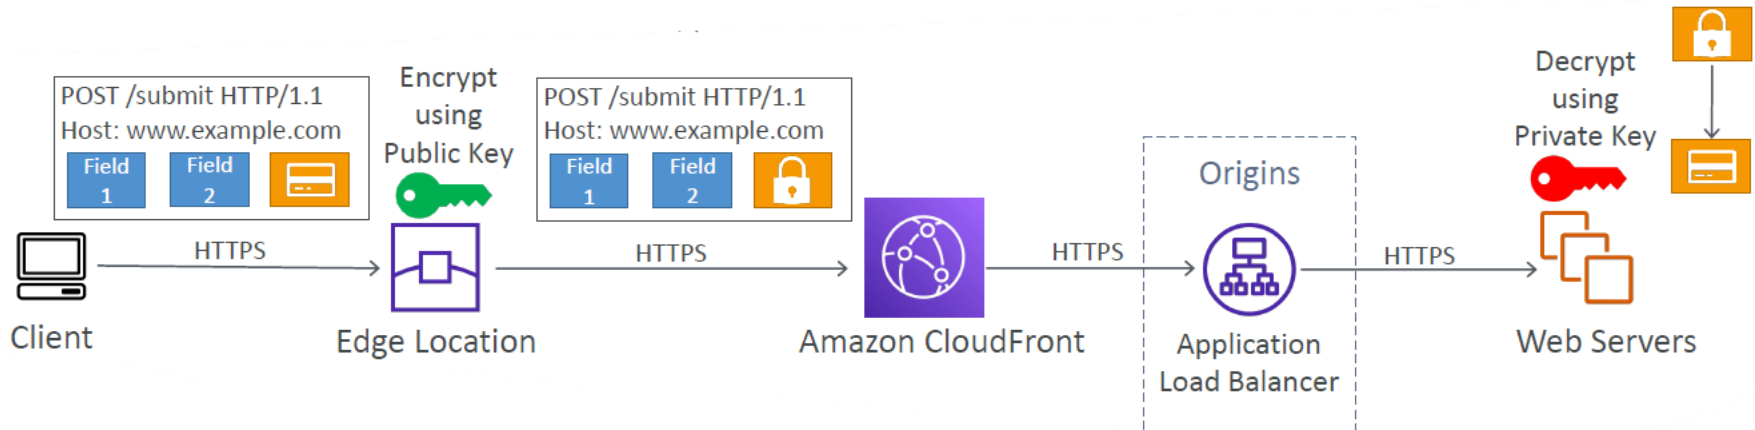 POST /submit HTTP/1.1
Host: www.example.com
Field
1
Field
2
Encrypt
using
Public Key
POST /submit HTTP/1.1
Host: www.example.com
Field
1
Field
2
Decrypt
using
Private Key
Origins
HTTPS
HTTPS
HTTPS
HTTPS
Client
Edge Location
Amazon CloudFront
Application
Load Balancer
Web Servers